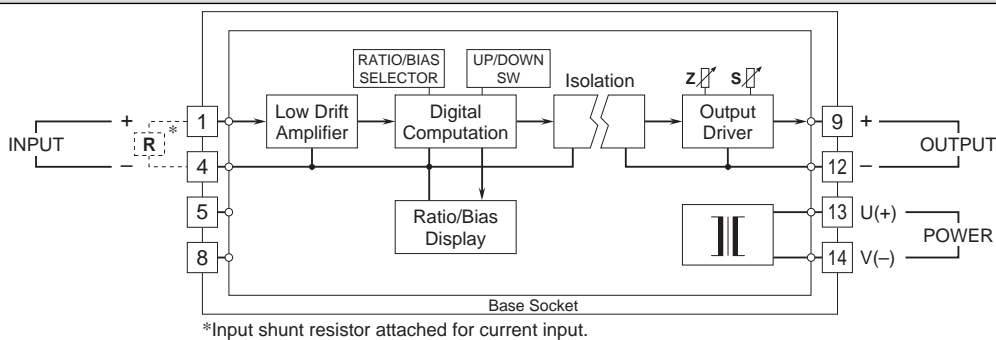 RATIO/BIAS
SELECTOR
UP/DOWN
SW
Isolation
Z
S
INPUT
+
–
R
*
1
4
5
8
Low Drift
Amplifier
Digital
Computation
Output
Driver
Ratio/Bias
Display
9
+
12
–
OUTPUT
13
U(+)
14
V(–)
POWER
Base Socket
*Input shunt resistor attached for current input.